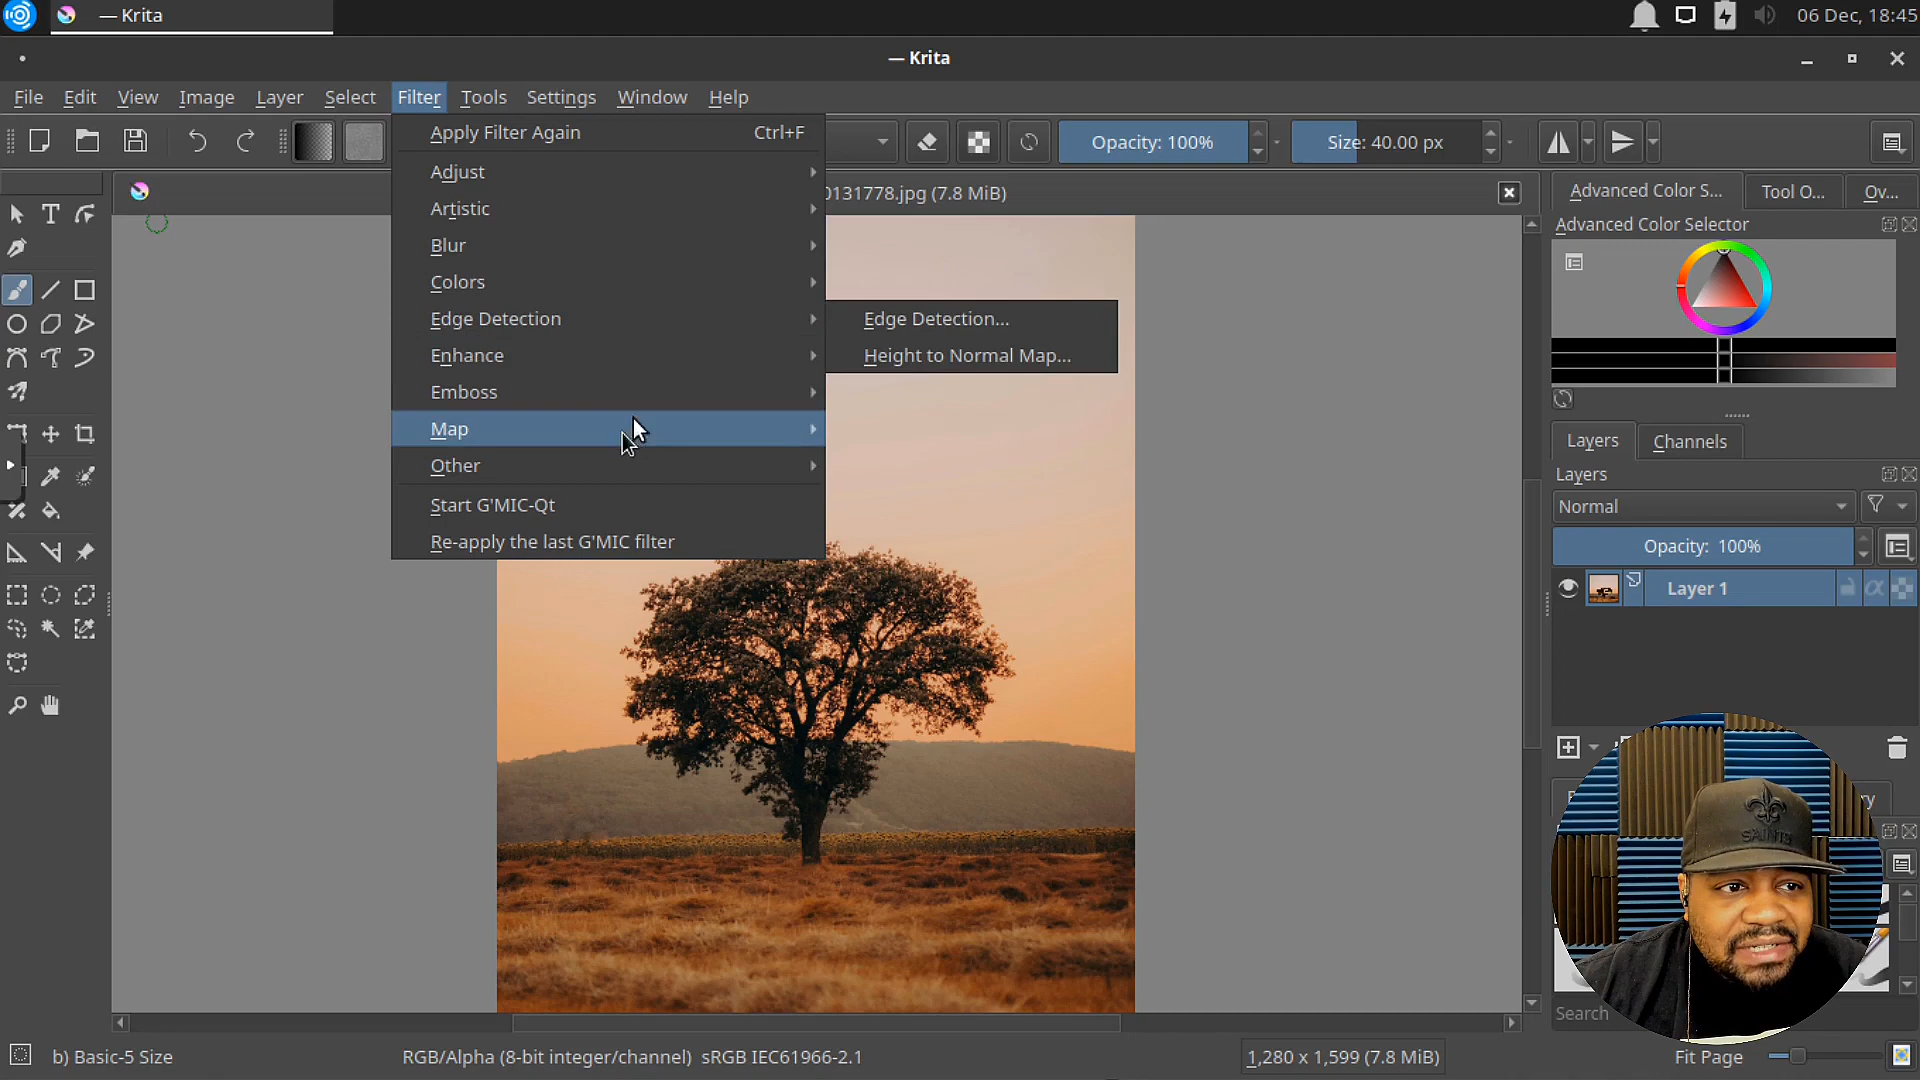 — Krita
06 Dec, 18:45
— Krita
File Edit View Image Layer Select Filter Tools Settings Window Help
Apply Filter Again Ctrl+F
Adjust
Artistic
Blur
Colors
Edge Detection
Enhance
Emboss
Map
Other
Start G'MIC-Qt
Re-apply the last G'MIC filter
Edge Detection...
Height to Normal Map...
Opacity: 100%
Size: 40.00 px
0131778.jpg (7.8 MiB)
Advanced Color S... Tool O... Ov...
Advanced Color Selector
Layers Channels
Layers
Normal
Opacity: 100%
Layer 1
SAINTS
Search
b) Basic-5 Size
RGB/Alpha (8-bit integer/channel) sRGB IEC61966-2.1
1,280 x 1,599 (7.8 MiB)
Fit Page